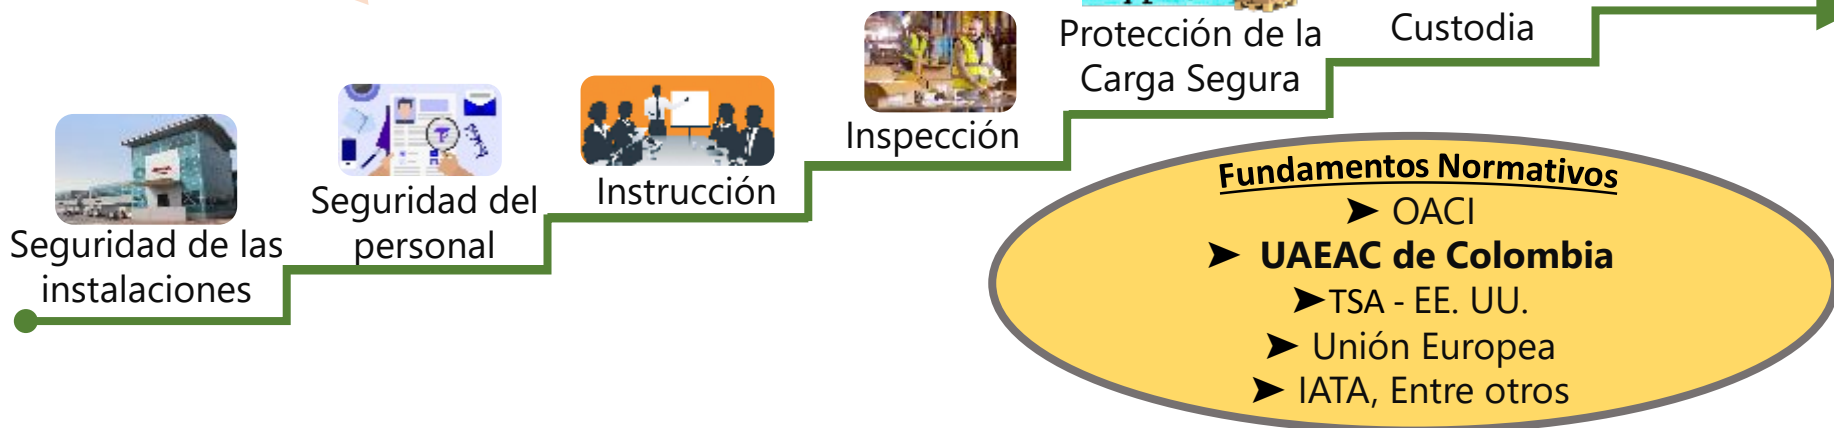 Seguridad de las
instalaciones
Seguridad del
personal
Instrucción
Inspección
Protección de la
Carga Segura
Custodia
Fundamentos Normativos
➤ OACI
➤ UAEAC de Colombia
➤TSA - EE. UU.
➤ Unión Europea
➤ IATA, Entre otros